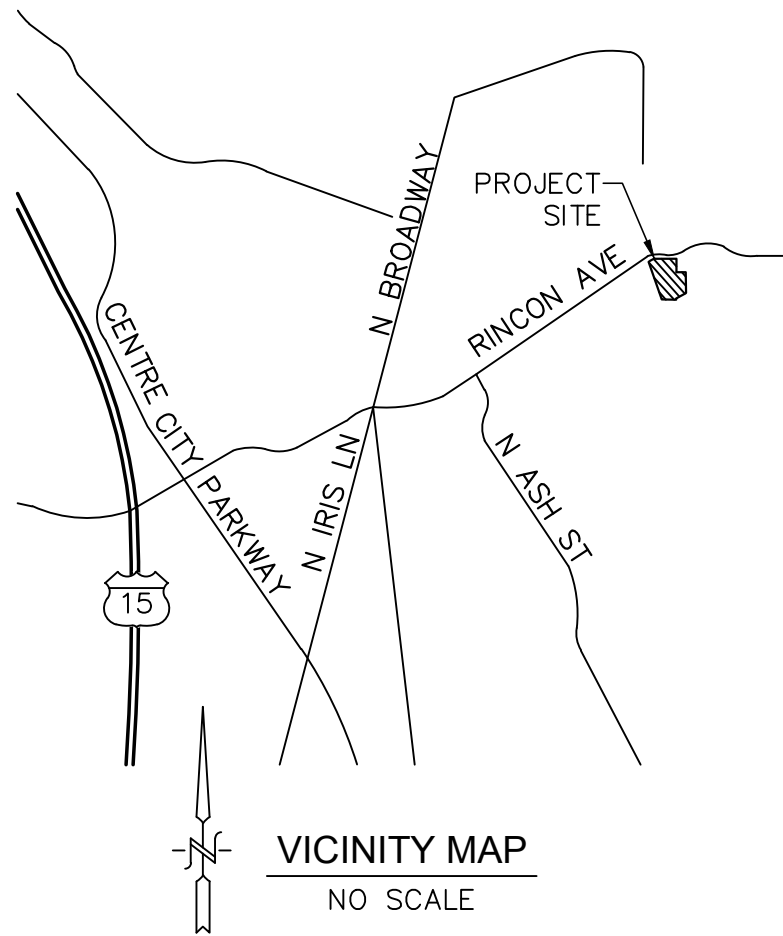 N BROADWAY
PROJECT
SITE
RINCON AVE
CENTRE CITY PARKWAY
N IRIS LN
N ASH ST
15
N
VICINITY MAP
NO SCALE